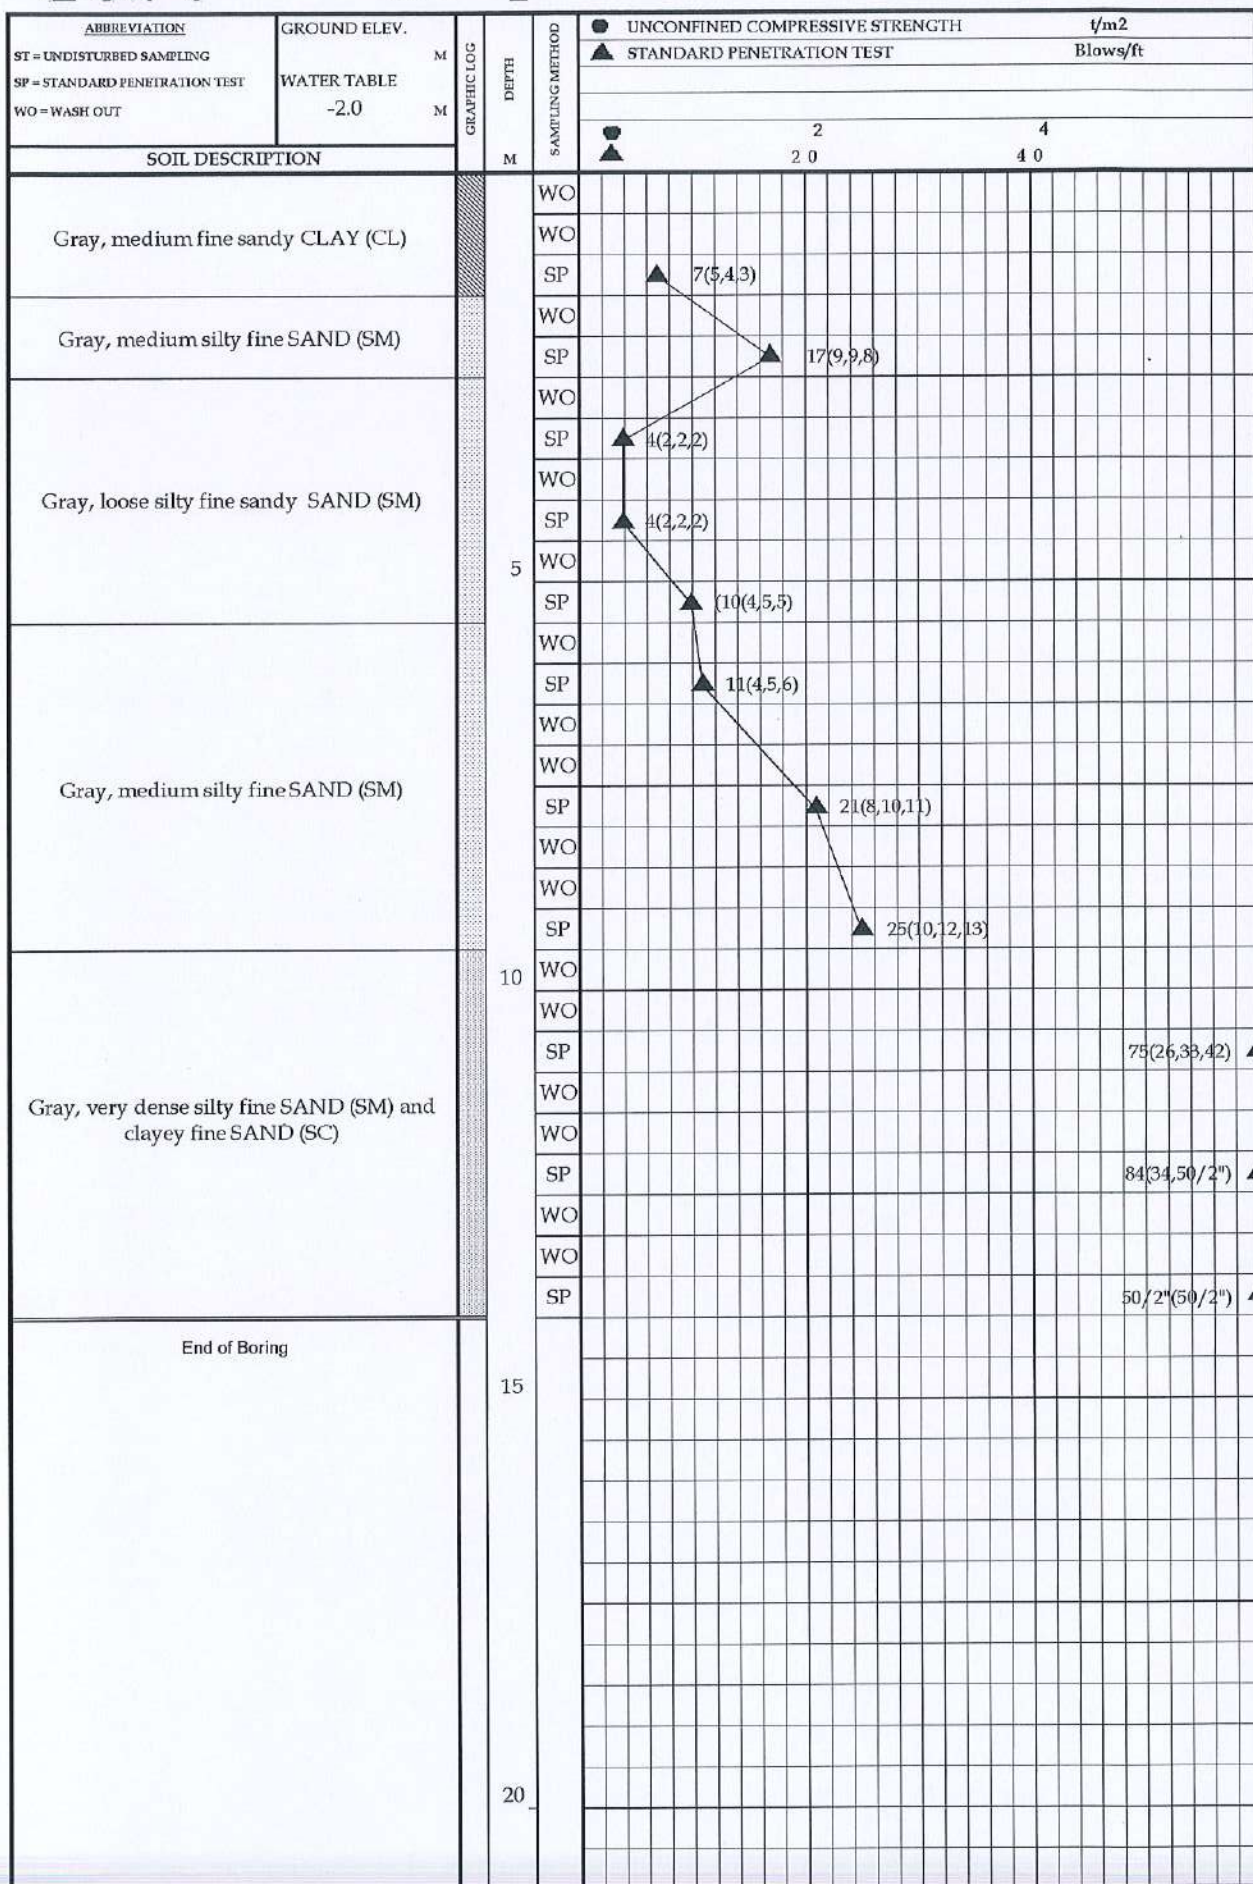 ABBREVIATION
ST = UNDISTURBED SAMPLING
SP = STANDARD PENETRATION TEST
WO = WASH OUT
GROUND ELEV.
M
WATER TABLE
-2.0 M
GRAPHIC LOG
DEPTH
M
SAMPLING METHOD
UNCONFINED COMPRESSIVE STRENGTH t/m2
STANDARD PENETRATION TEST Blows/ft
2 4
20 40
SOIL DESCRIPTION
WO
Gray, medium fine sandy CLAY (CL)
WO
SP 7(5,4,3)
WO
Gray, medium silty fine SAND (SM)
SP 17(9,9,8)
WO
SP 4(2,2,2)
WO
Gray, loose silty fine sandy SAND (SM)
SP 4(2,2,2)
5 WO
SP (10(4,5,5)
WO
SP 11(4,5,6)
WO
WO
Gray, medium silty fine SAND (SM)
SP 21(8,10,11)
WO
WO
SP 25(10,12,13)
10 WO
WO
SP 75(26,33,42)
WO
Gray, very dense silty fine SAND (SM) and
clayey fine SAND (SC)
WO
SP 84(34,50/2")
WO
WO
SP 50/2"(50/2")
End of Boring
15
20